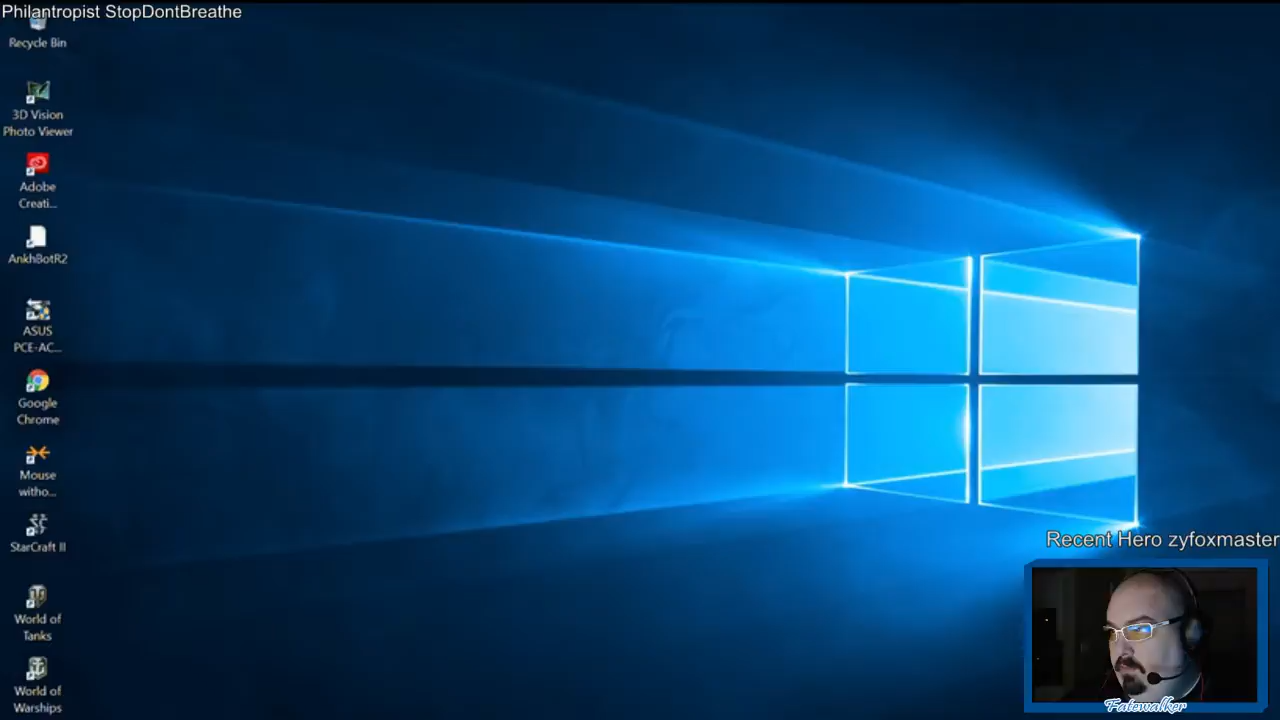 Philantropist StopDontBreathe
Recycle Bin
3D Vision
Photo Viewer
Adobe
Creati...
AnkhBotR2
ASUS
PCE-AC...
Google
Chrome
Mouse
witho...
StarCraft II
World of
Tanks
World of
Warships
Recent Hero zyfoxmaster
Fatewalker